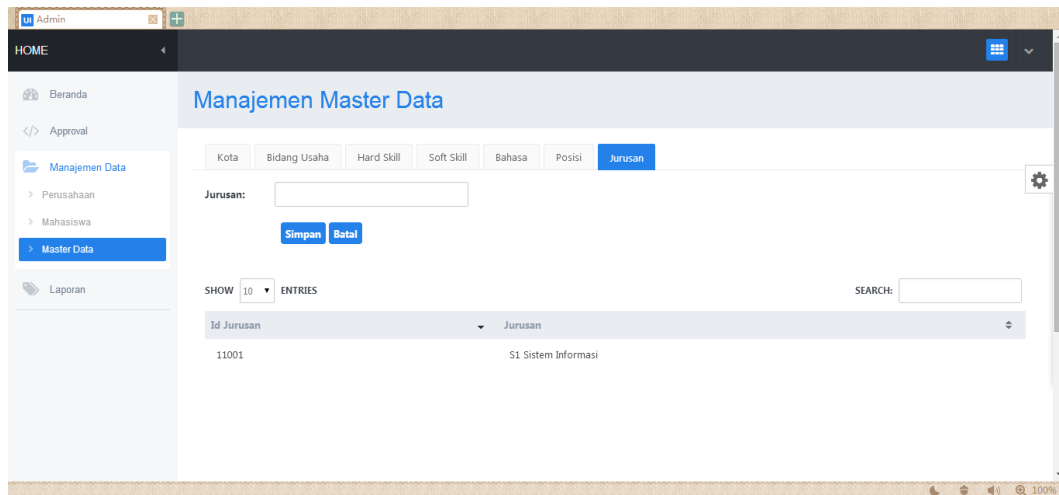 UI Admin
HOME
Beranda
Approval
Manajemen Data
Perusahaan
Mahasiswa
Master Data
Laporan
Manajemen Master Data
Kota Bidang Usaha Hard Skill Soft Skill Bahasa Posisi Jurusan
Jurusan:
Simpan Batal
SHOW 10 ENTRIES SEARCH:
Id Jurusan Jurusan
11001 S1 Sistem Informasi
100%